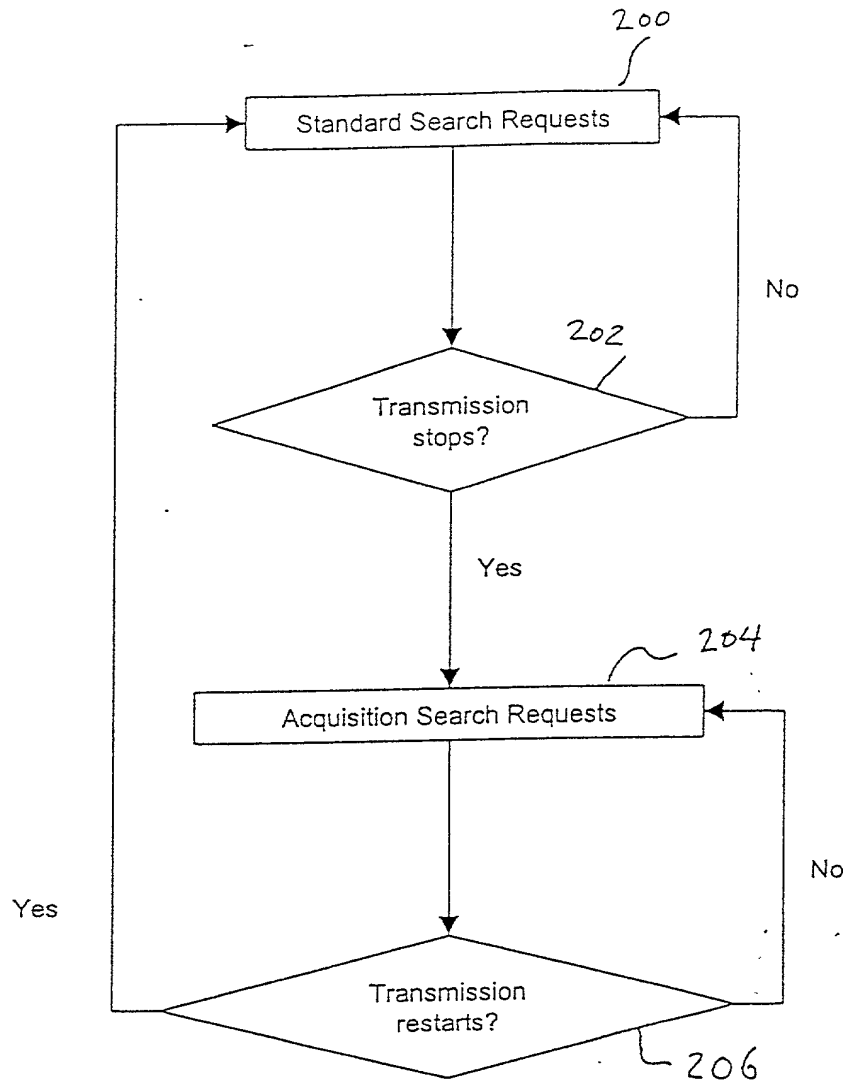 200
Standard Search Requests
No
202
Transmission
stops?
Yes
204
Acquisition Search Requests
No
Yes
Transmission
restarts?
206